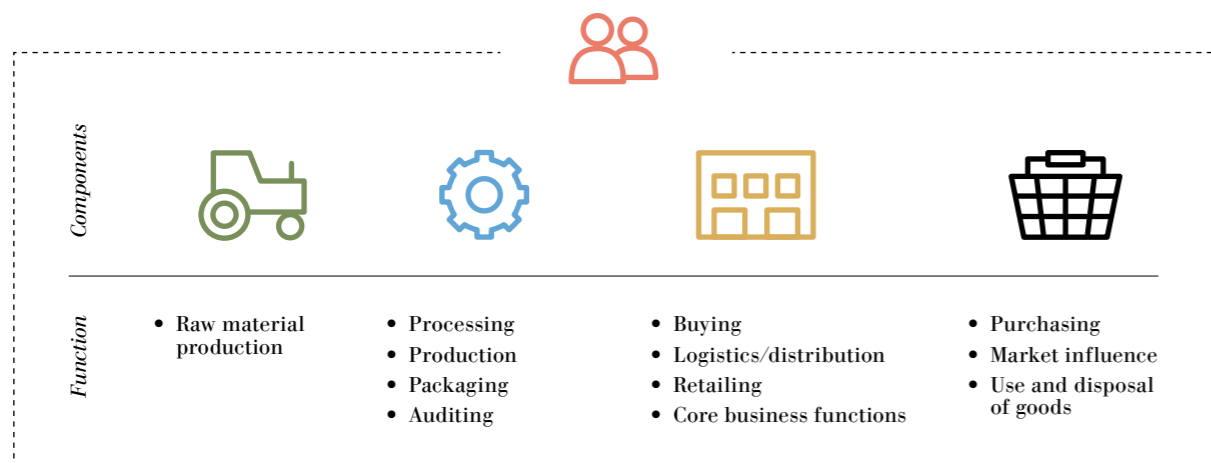 Components
Function
• Raw material
production
• Processing
• Production
• Packaging
• Auditing
• Buying
• Logistics/distribution
• Retailing
• Core business functions
• Purchasing
• Market influence
• Use and disposal
of goods